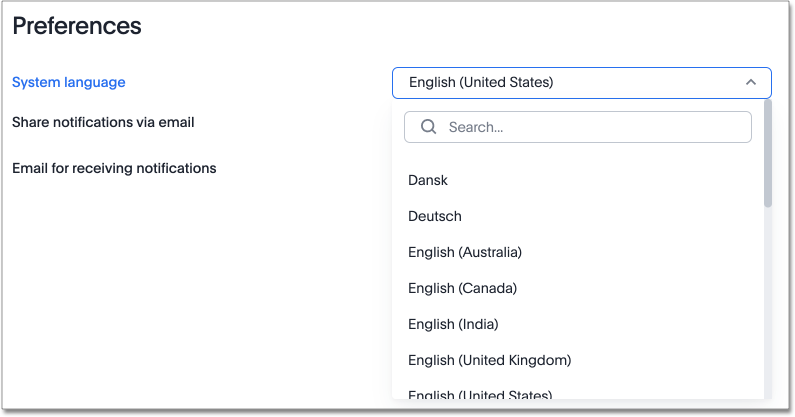 Preferences
System language
English (United States)
Share notifications via email
Search...
Email for receiving notifications
Dansk
Deutsch
English (Australia)
English (Canada)
English (India)
English (United Kingdom)
English (United States)